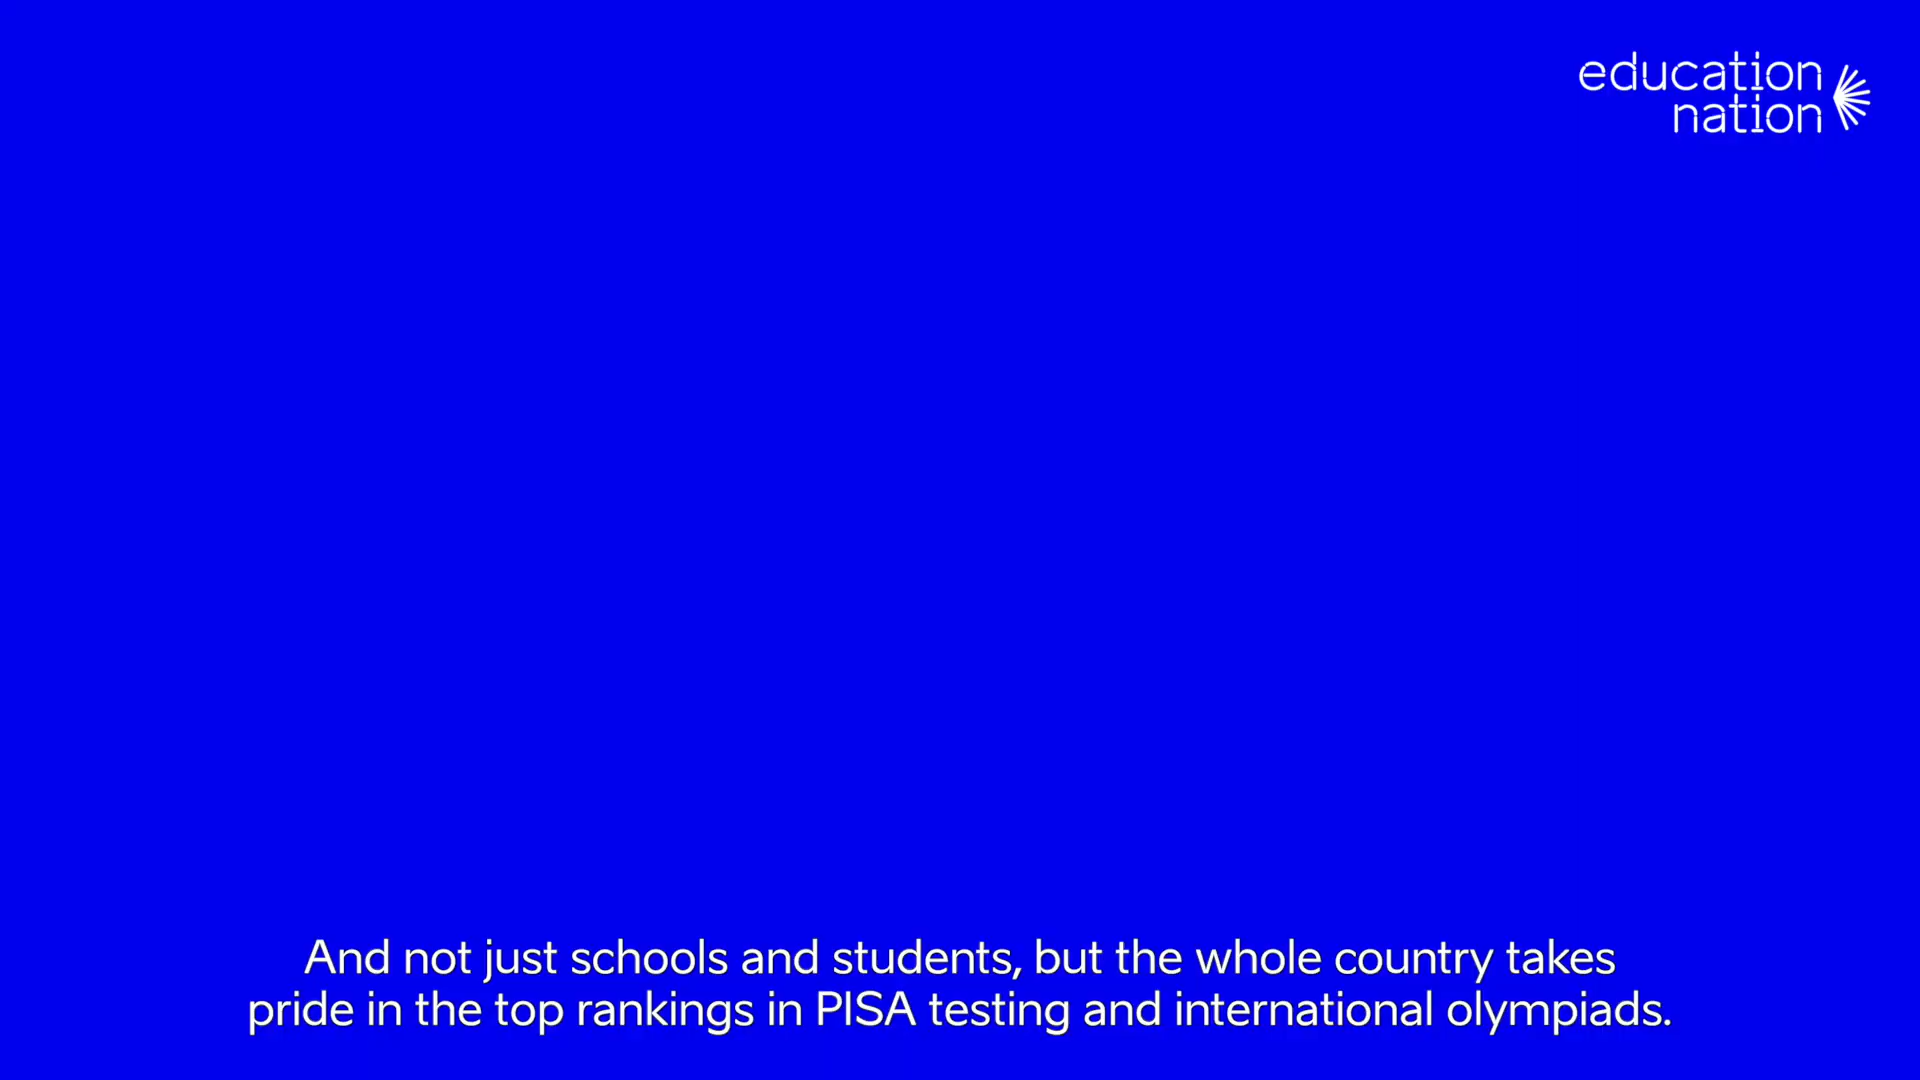 education
nation
And not just schools and students, but the whole country takes
pride in the top rankings in PISA testing and international olympiads.